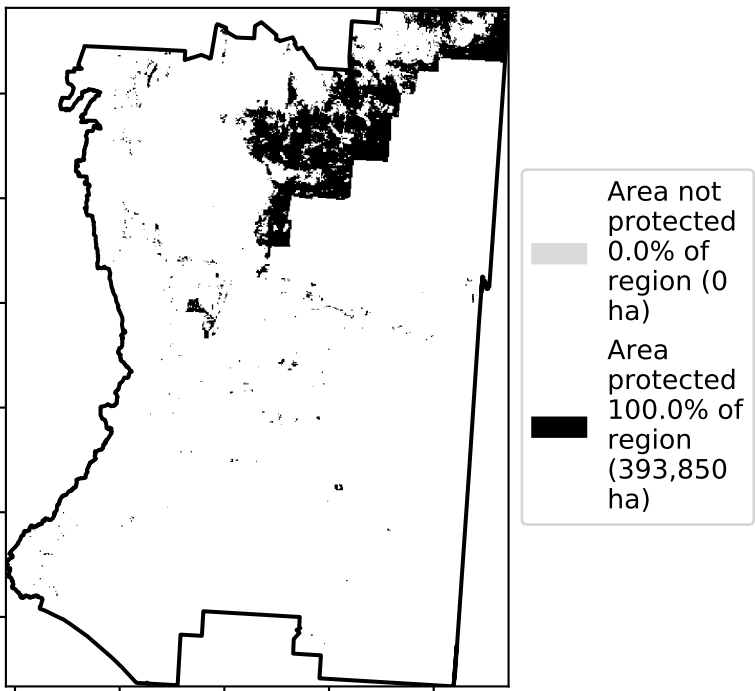 Area not
protected
0.0% of
region (0
ha)
Area
protected
100.0% of
region
(393,850
ha)